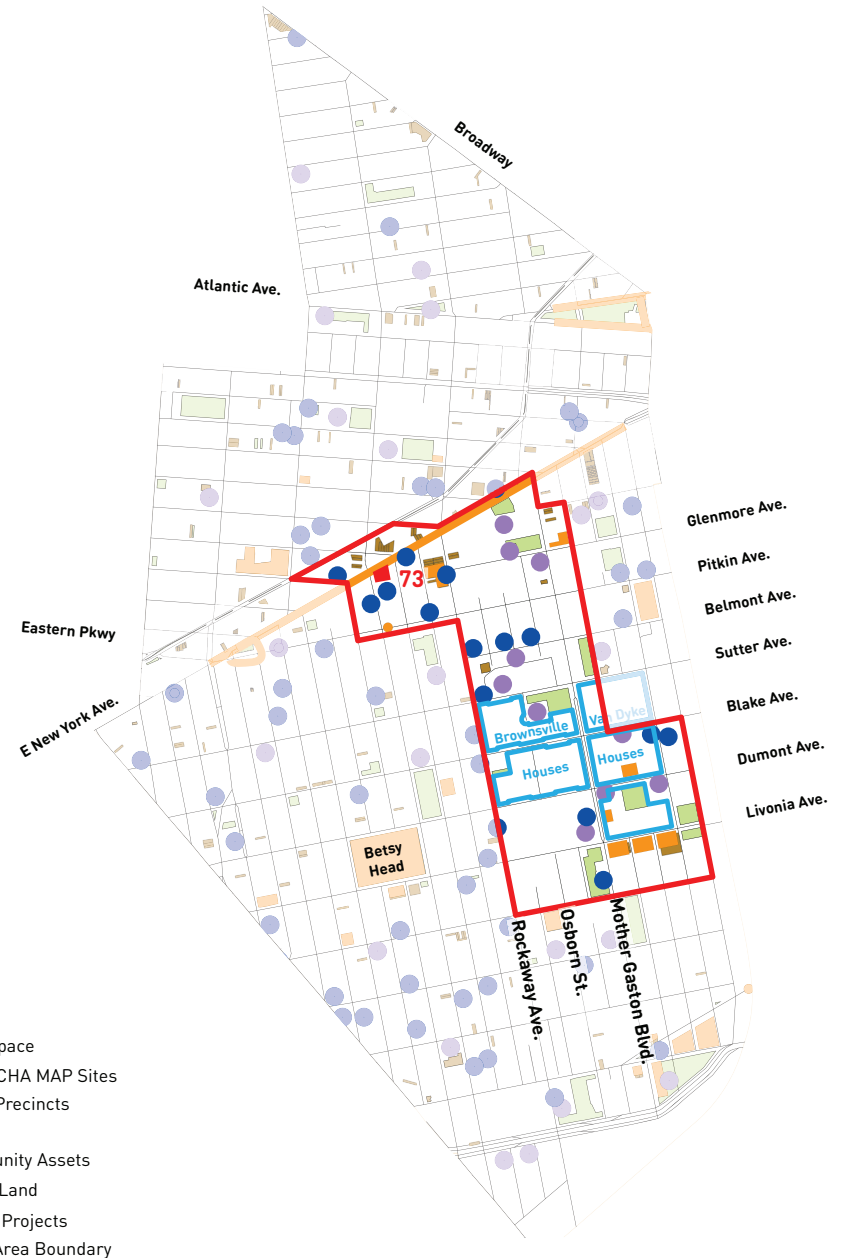 Broadway
Atlantic Ave.
Glenmore Ave.
Pitkin Ave.
73
Belmont Ave.
Eastern Pkwy
Sutter Ave.
Blake Ave.
E New York Ave.
Van Dyke
Brownsville
Houses
Houses
Dumont Ave.
Livonia Ave.
Betsy
Head
Rockaway Ave.
Osborn St.
Mother Gaston Blvd.
pace
CHA MAP Sites
Precincts
unity Assets
Land
Projects
Area Boundary